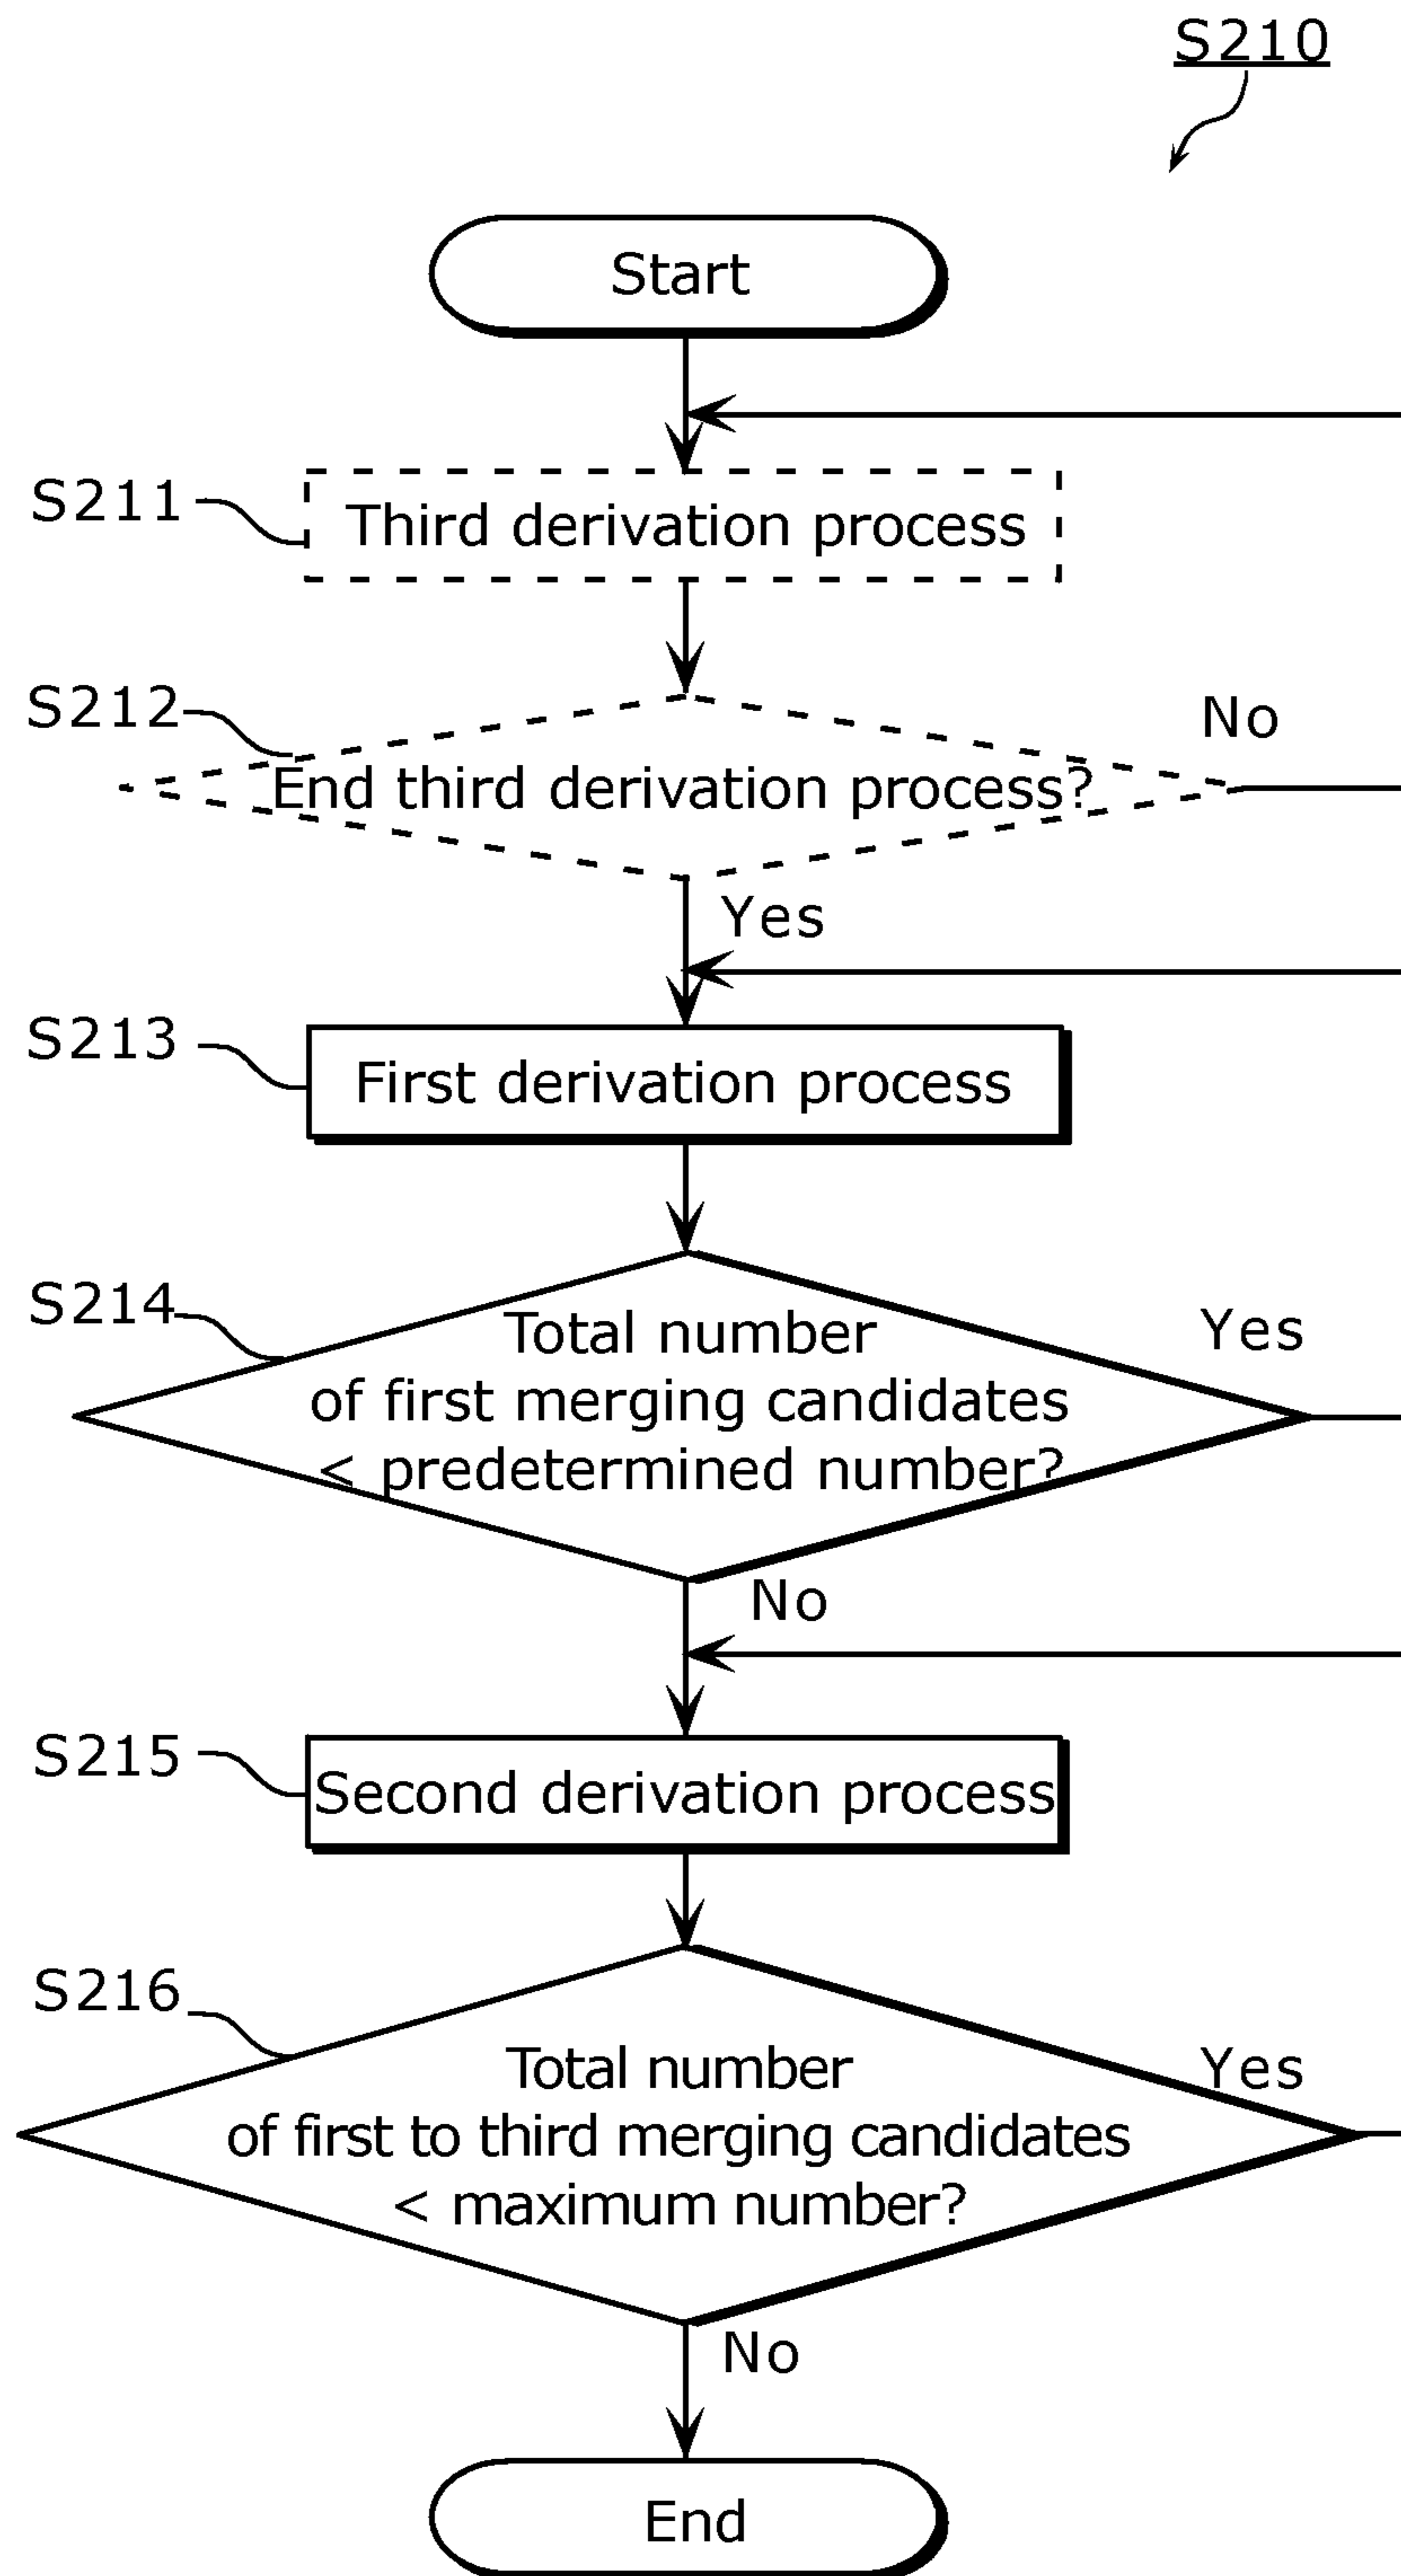 S210
Start
S211
Third derivation process
S212
No
End third derivation process?
Yes
S213
First derivation process
S214
Yes
Total number
of first merging candidates
< predetermined number?
No
S215
Second derivation process
S216
Yes
Total number
of first to third merging candidates
< maximum number?
No
End